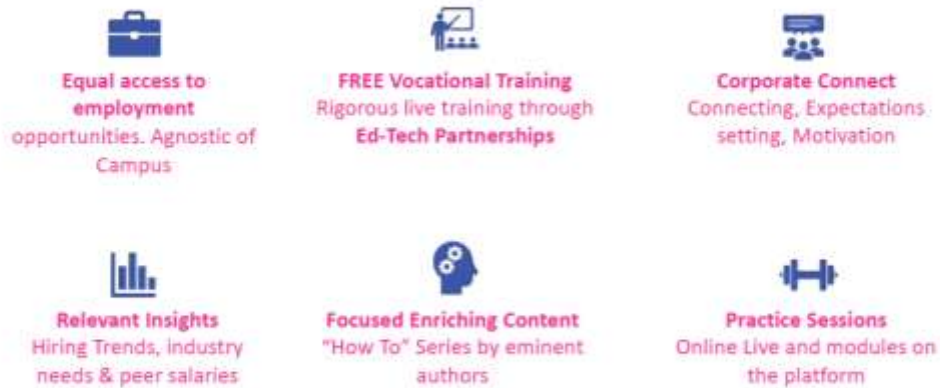 Equal access to
employment
opportunities. Agnostic of
Campus
FREE Vocational Training
Rigorous live training through
Ed-Tech Partnerships
Corporate Connect
Connecting, Expectations
setting, Motivation
Relevant Insights
Hiring Trends, industry
needs & peer salaries
Focused Enriching Content
"How To" Series by eminent
authors
Practice Sessions
Online Live and modules on
the platform